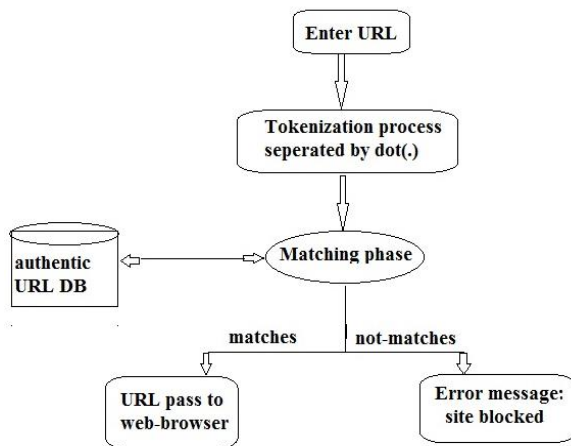 Enter URL
Tokenization process
seperated by dot(.)
Matching phase
authentic
URL DB
matches
not-matches
URL pass to
web-browser
Error message:
site blocked